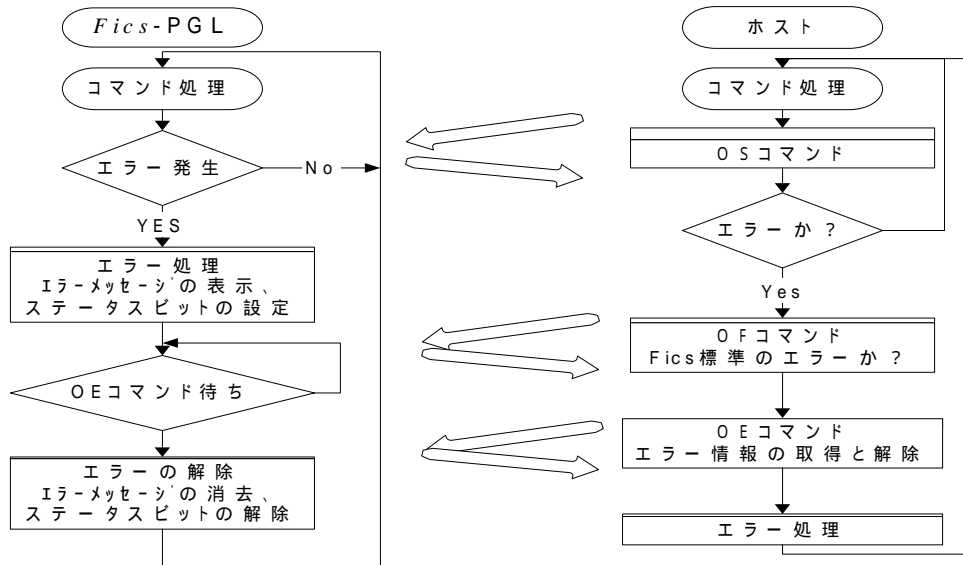 Fics-PGL
コマンド処理
エラー発生
No
YES
エラー処理
ｴﾗｰﾒｯｾｰｼﾞの表示、
ステータスビットの設定
OEコマンド待ち
エラーの解除
ｴﾗｰﾒｯｾｰｼﾞの消去、
ステータスビットの解除
ホスト
コマンド処理
OSコマンド
エラーか？
Yes
OFコマンド
Fics標準のエラーか？
OEコマンド
エラー情報の取得と解除
エラー処理